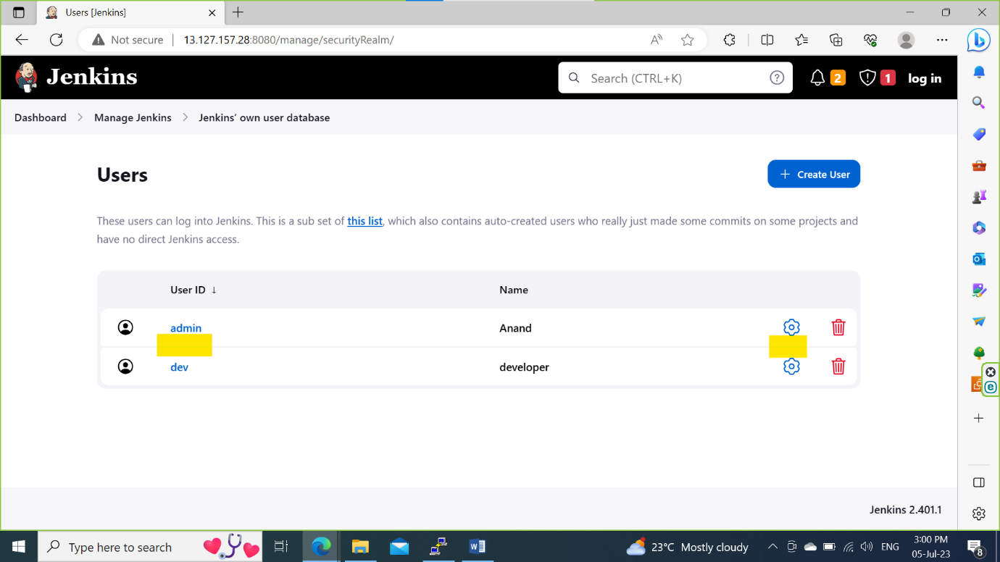 Users [Jenkins]
Not secure
13.127.157.28:8080/manage/securityRealm/
Jenkins
Search (CTRL+K)
2
1
log in
Dashboard
Manage Jenkins
Jenkins’ own user database
Users
Create User
These users can log into Jenkins. This is a sub set of this list, which also contains auto-created users who really just made some commits on some projects and
have no direct Jenkins access.
User ID ↓
Name
admin
Anand
dev
developer
Jenkins 2.401.1
Type here to search
23°C Mostly cloudy
ENG
3:00 PM
05-Jul-23
8